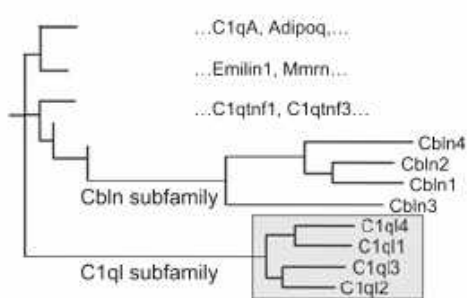 ...C1qA, Adipoq,...
...Emilin1, Mmrn...
...C1qtnf1, C1qtnf3...
Cbln4
Cbln2
Cbln1
Cbln subfamily
Cbln3
C1ql4
C1ql1
C1ql subfamily
C1ql3
C1ql2